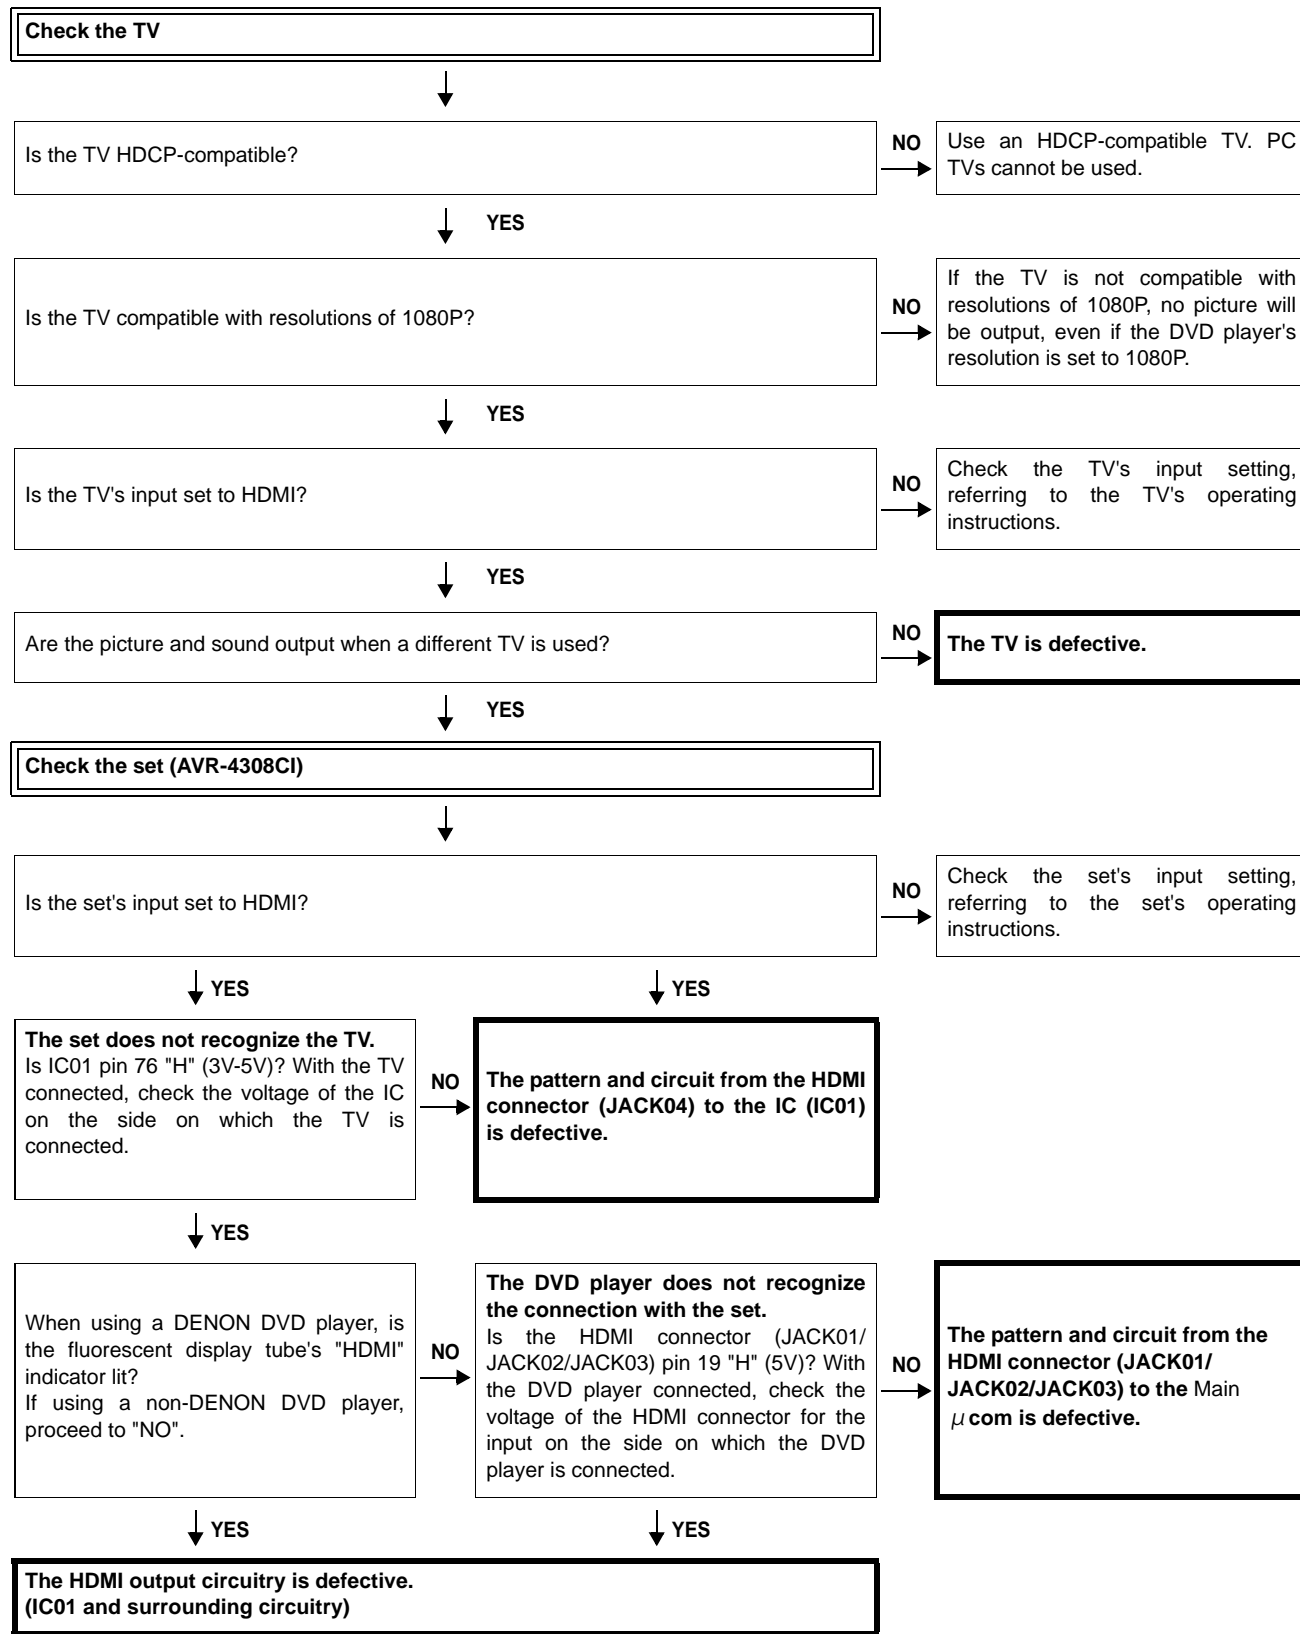 Check the TV
Is the TV HDCP-compatible?
NO
Use an HDCP-compatible TV. PC
TVs cannot be used.
YES
Is the TV compatible with resolutions of 1080P?
NO
If the TV is not compatible with
resolutions of 1080P, no picture will
be output, even if the DVD player's
resolution is set to 1080P.
YES
Is the TV's input set to HDMI?
NO
Check the TV's input setting,
referring to the TV's operating
instructions.
YES
Are the picture and sound output when a different TV is used?
NO
The TV is defective.
YES
Check the set (AVR-4308CI)
Is the set's input set to HDMI?
NO
Check the set's input setting,
referring to the set's operating
instructions.
YES
YES
The set does not recognize the TV.
Is IC01 pin 76 "H" (3V-5V)? With the TV
connected, check the voltage of the IC
on the side on which the TV is
connected.
NO
The pattern and circuit from the HDMI
connector (JACK04) to the IC (IC01)
is defective.
YES
When using a DENON DVD player, is
the fluorescent display tube's "HDMI"
indicator lit?
If using a non-DENON DVD player,
proceed to "NO".
NO
The DVD player does not recognize
the connection with the set.
Is the HDMI connector (JACK01/
JACK02/JACK03) pin 19 "H" (5V)? With
the DVD player connected, check the
voltage of the HDMI connector for the
input on the side on which the DVD
player is connected.
NO
The pattern and circuit from the
HDMI connector (JACK01/
JACK02/JACK03) to the Main
μcom is defective.
YES
YES
The HDMI output circuitry is defective.
(IC01 and surrounding circuitry)